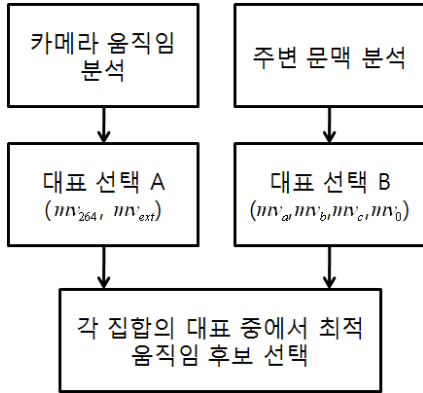 카메라 움직임
분석
주변 문맥 분석
대표 선택 A
(mv264, mvext)
대표 선택 B
(mva,mvb,mvc,mv0)
각 집합의 대표 중에서 최적
움직임 후보 선택